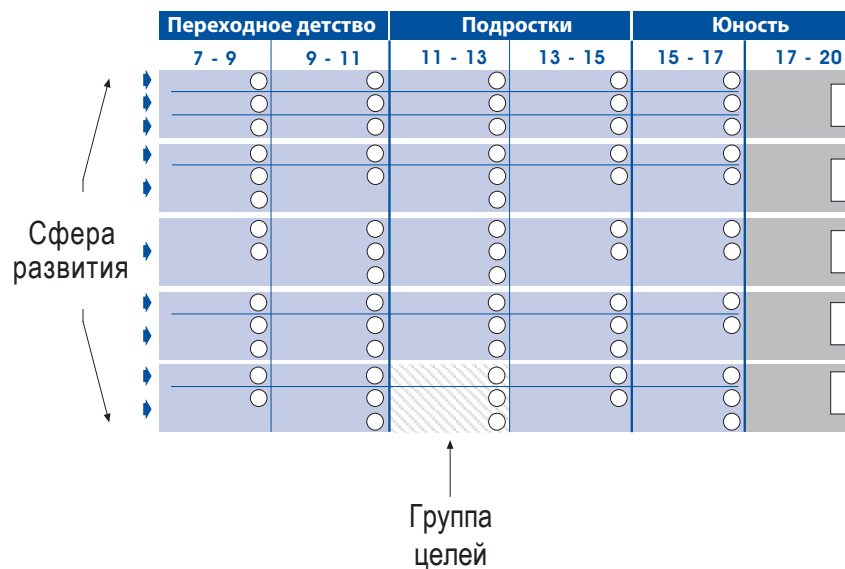 Переходное детство Подростки Юность
7 - 9 9 - 11 11 - 13 13 - 15 15 - 17 17 - 20
Сфера
развития
Группа
целей